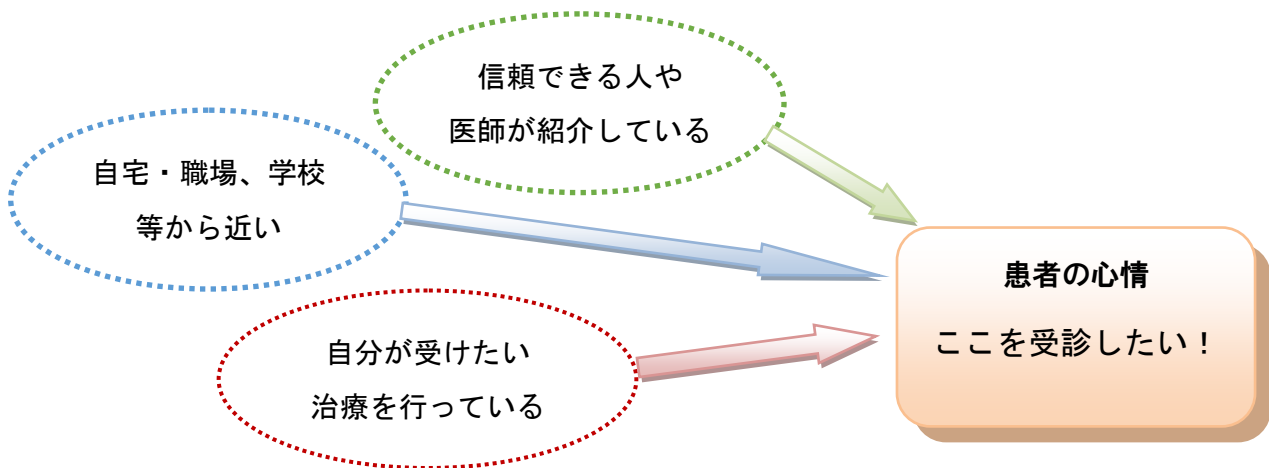 信頼できる人や
医師が紹介している
自宅・職場、学校
等から近い
自分が受けたい
治療を行っている
患者の心情
ここを受診したい！